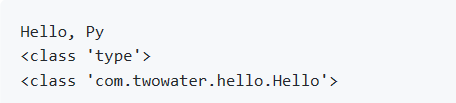 Hello, Py
<class 'type'>
<class 'com.twowater.hello.Hello'>